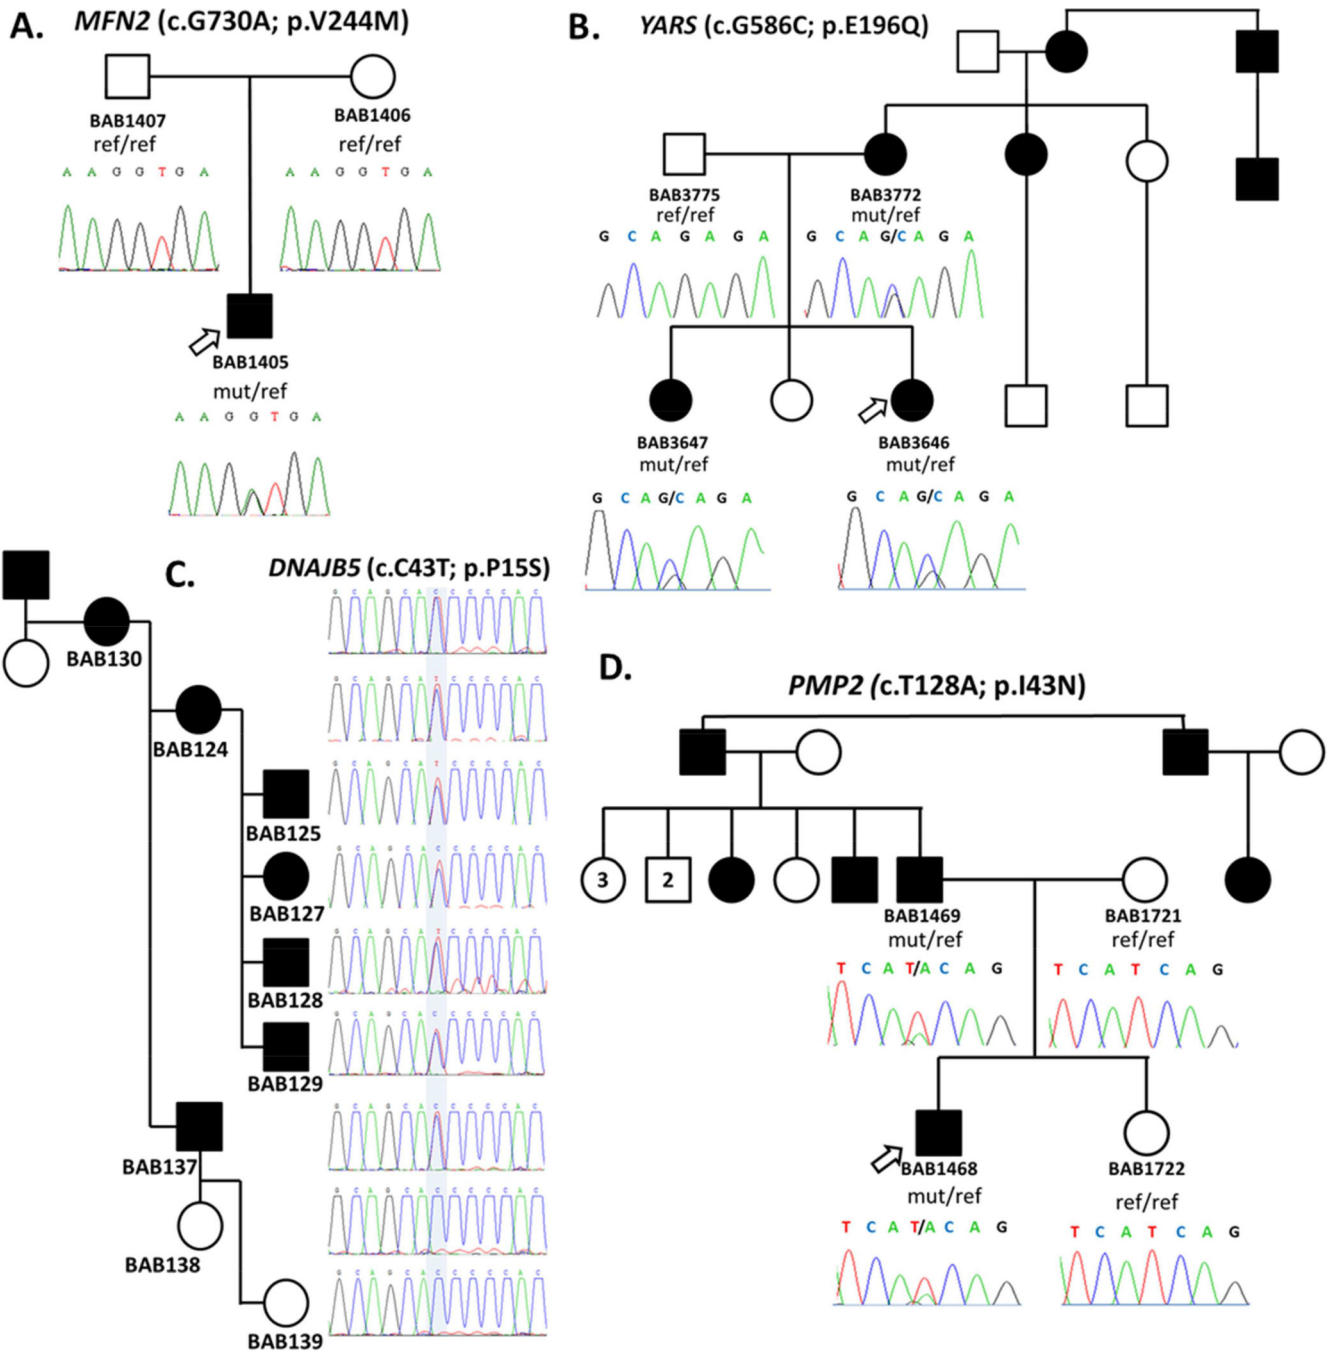 A. MFN2 (c.G730A; p.V244M)
BAB1407
ref/ref
A A G G T G A
BAB1406
ref/ref
A A G G T G A
BAB1405
mut/ref
A A G G T G A
B. YARS (c.G586C; p.E196Q)
BAB3775
ref/ref
G C A G A G A
BAB3772
mut/ref
G C A G/C A G A
BAB3647
mut/ref
G C A G/C A G A
BAB3646
mut/ref
G C A G/C A G A
C. DNAJB5 (c.C43T; p.P15S)
BAB130
G C A G C A C C C C C A C
BAB124
G C A G C A T C C C C A C
BAB125
G C A G C A T C C C C A C
BAB127
G C A G C A C C C C C A C
BAB128
G C A G C A T C C C C A C
BAB129
G C A G C A C C C C C A C
BAB137
G C A G C A C C C C C A C
BAB138
G C A G C A C C C C C A C
BAB139
G C A G C A C C C C C A C
D. PMP2 (c.T128A; p.I43N)
3
2
BAB1469
mut/ref
T C A T/A C A G
BAB1721
ref/ref
T C A T C A G
BAB1468
mut/ref
T C A T/A C A G
BAB1722
ref/ref
T C A T C A G